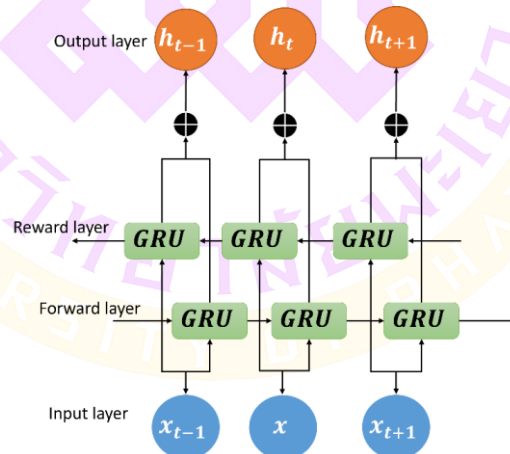 Output layer h_{t-1} h_t h_{t+1}
Reward layer GRU GRU GRU
Forward layer GRU GRU GRU
Input layer x_{t-1} x x_{t+1}